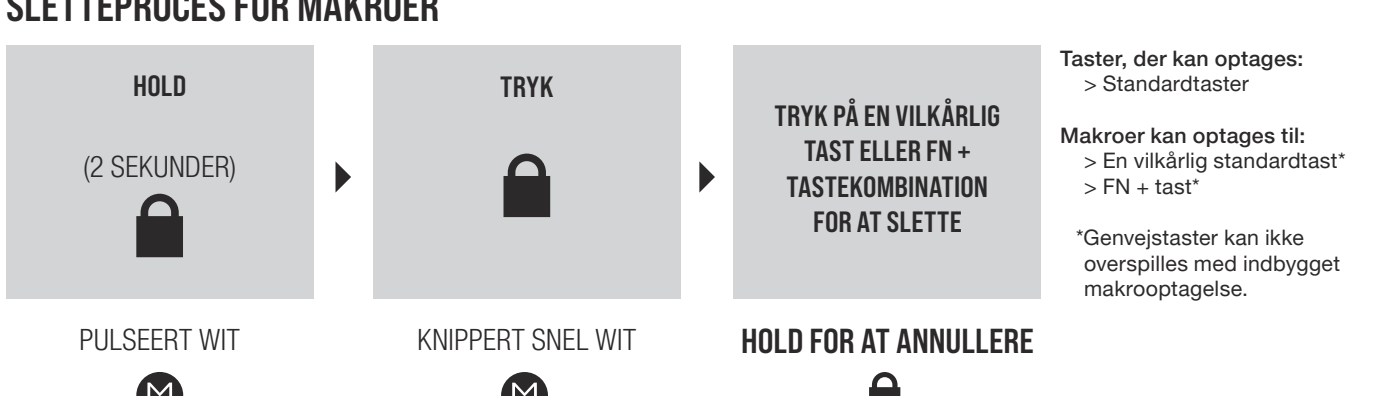 SLETTEPROCES FOR MAKROER
HOLD
(2 SEKUNDER)
TRYK
TRYK PÅ EN VILKÅRLIG
TAST ELLER FN +
TASTEKOMBINATION
FOR AT SLETTE
Taster, der kan optages:
> Standardtaster
Makroer kan optages til:
> En vilkårlig standardtast*
> FN + tast*
*Genvejstaster kan ikke
overspilles med indbygget
makrooptagelse.
PULSEERT WIT
KNIPPERT SNEL WIT
HOLD FOR AT ANNULLERE
M
M